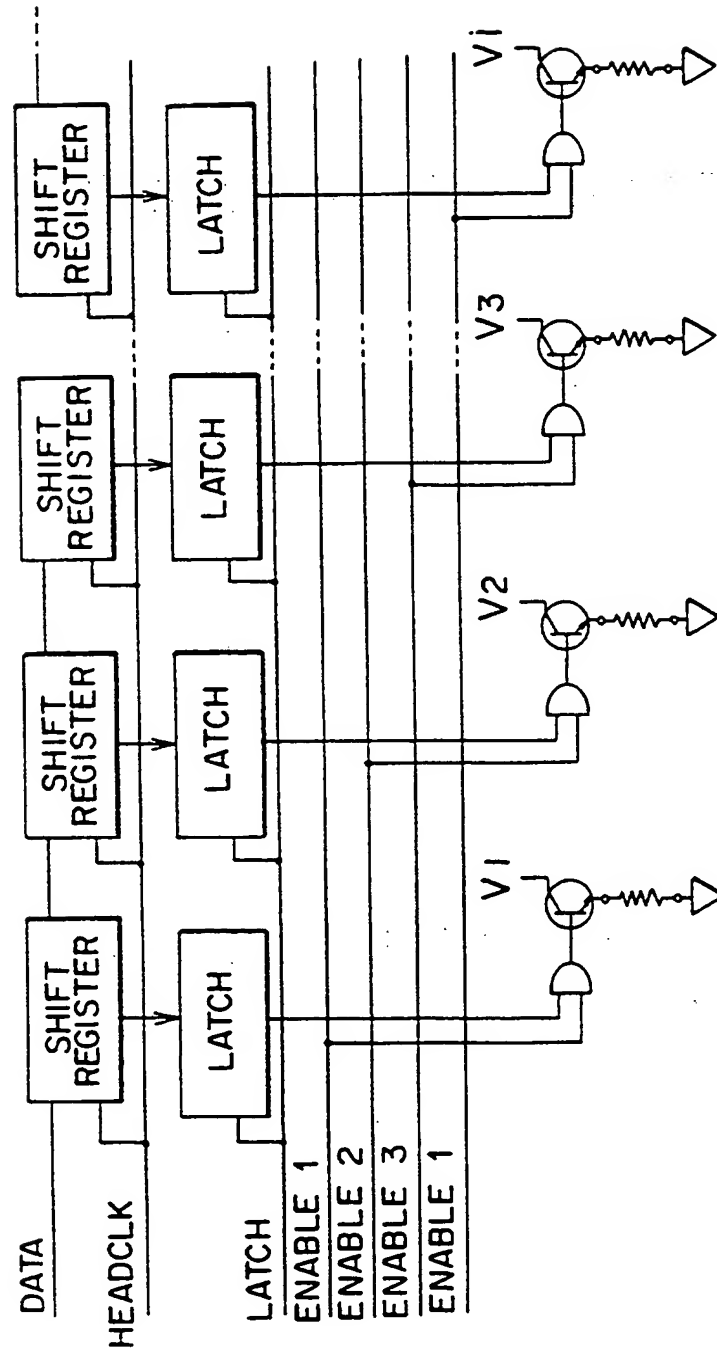 DATA
SHIFT
REGISTER
SHIFT
REGISTER
SHIFT
REGISTER
SHIFT
REGISTER
HEADCLK
LATCH
LATCH
LATCH
LATCH
LATCH
ENABLE 1
ENABLE 2
ENABLE 3
ENABLE 1
V1
V2
V3
Vi